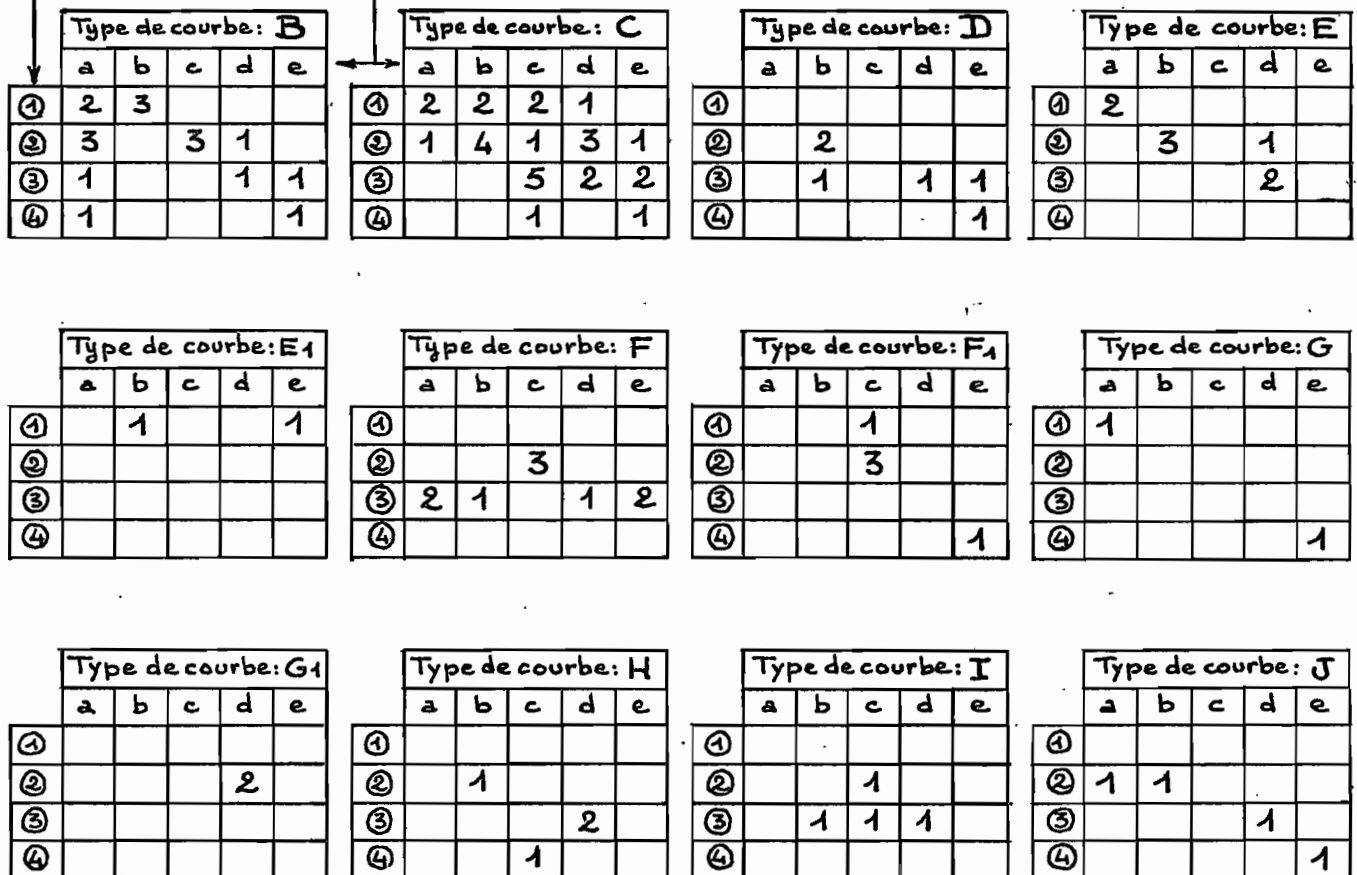 Type de courbe: B Type de courbe: C Type de courbe: D Type de courbe: E
a b c d e a b c d e a b c d e a b c d e
① 2 3 ① 2 2 2 1 ① ① 2
② 3 3 1 ② 1 4 1 3 1 ② 2 ② 3 1
③ 1 1 1 ③ 5 2 2 ③ 1 1 1 ③ 2
④ 1 1 ④ 1 1 ④ 1 ④
Type de courbe: E1 Type de courbe: F Type de courbe: F1 Type de courbe: G
a b c d e a b c d e a b c d e a b c d e
① 1 1 ① ① 1 ① 1
② ② 3 ② 3 ②
③ ③ 2 1 1 2 ③ ③
④ ④ ④ 1 ④ 1
Type de courbe: G1 Type de courbe: H Type de courbe: I Type de courbe: J
a b c d e a b c d e a b c d e a b c d e
① ① ① ①
② 2 ② 1 ② 1 ② 1 1
③ ③ 2 ③ 1 1 1 ③ 1
④ ④ 1 ④ ④ 1